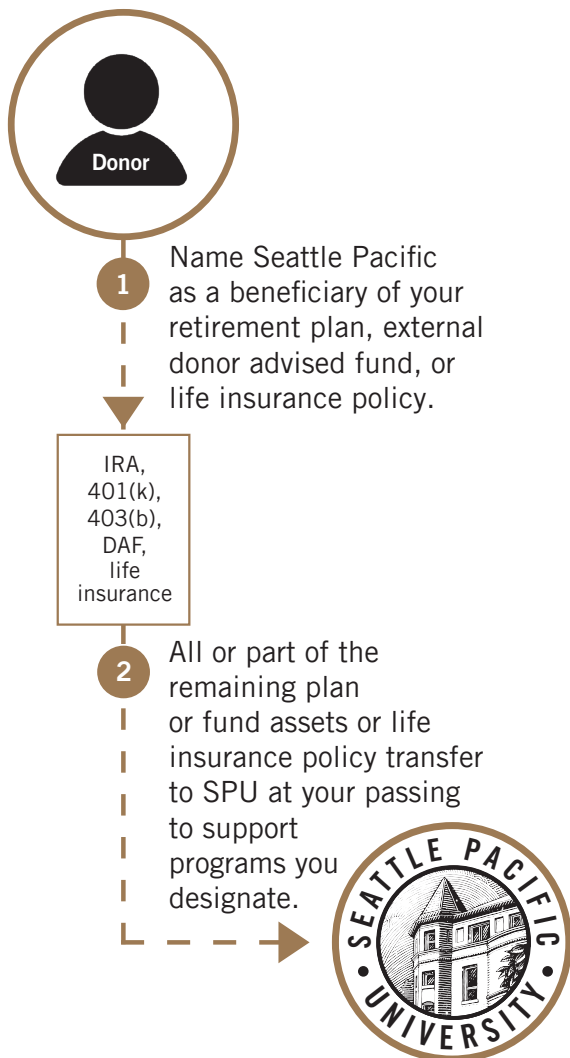 Donor
1
Name Seattle Pacific
as a beneficiary of your
retirement plan, external
donor advised fund, or
life insurance policy.
IRA,
401(k),
403(b),
DAF,
life
insurance
2
All or part of the
remaining plan
or fund assets or life
insurance policy transfer
to SPU at your passing
to support
programs you
designate.
SEATTLE PACIFIC
• UNIVERSITY •